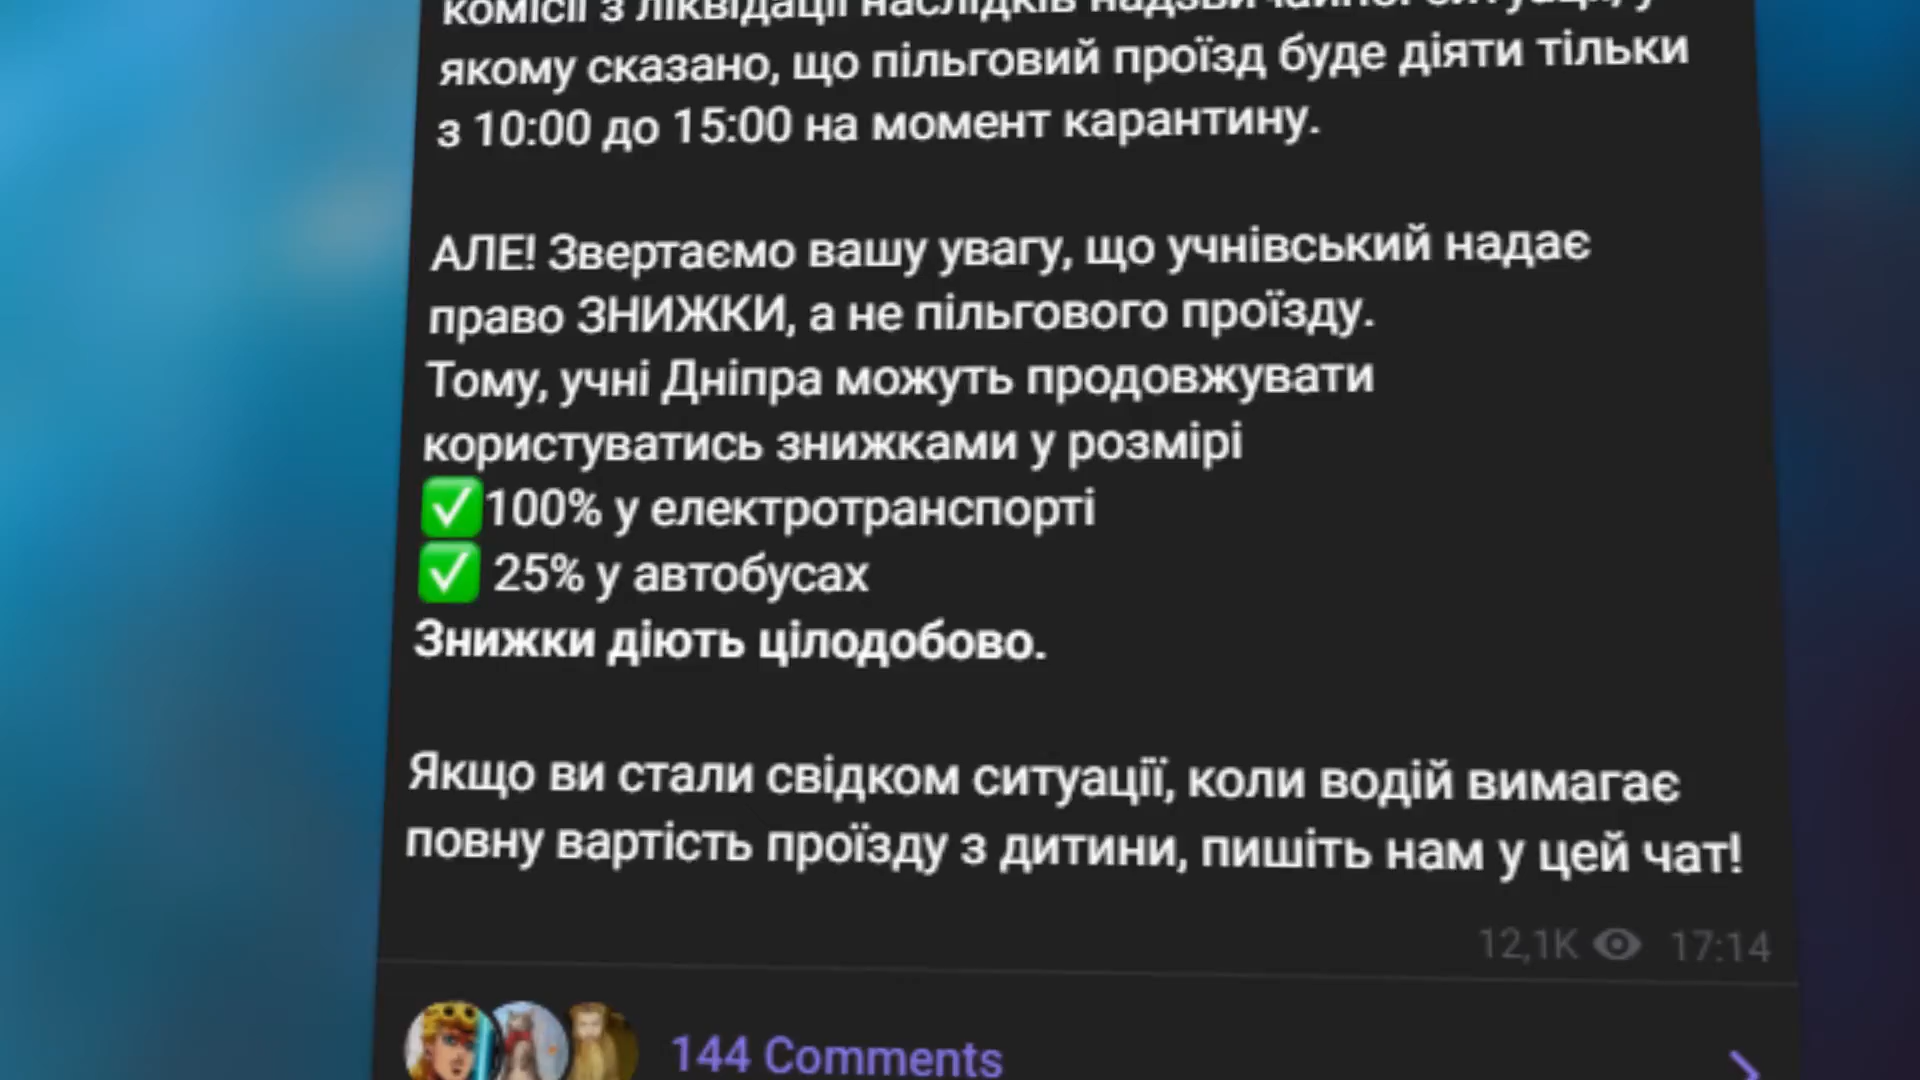 комісії з ліквідації наслідків надзвичайної ситуації, у
якому сказано, що пільговий проїзд буде діяти тільки
з 10:00 до 15:00 на момент карантину.
АЛЕ! Звертаємо вашу увагу, що учнівський надає
право ЗНИЖКИ, а не пільгового проїзду.
Тому, учні Дніпра можуть продовжувати
користуватись знижками у розмірі
✅100% у електротранспорті
✅ 25% у автобусах
Знижки діють цілодобово.
Якщо ви стали свідком ситуації, коли водій вимагає
повну вартість проїзду з дитини, пишіть нам у цей чат!
12,1K 17:14
144 Comments